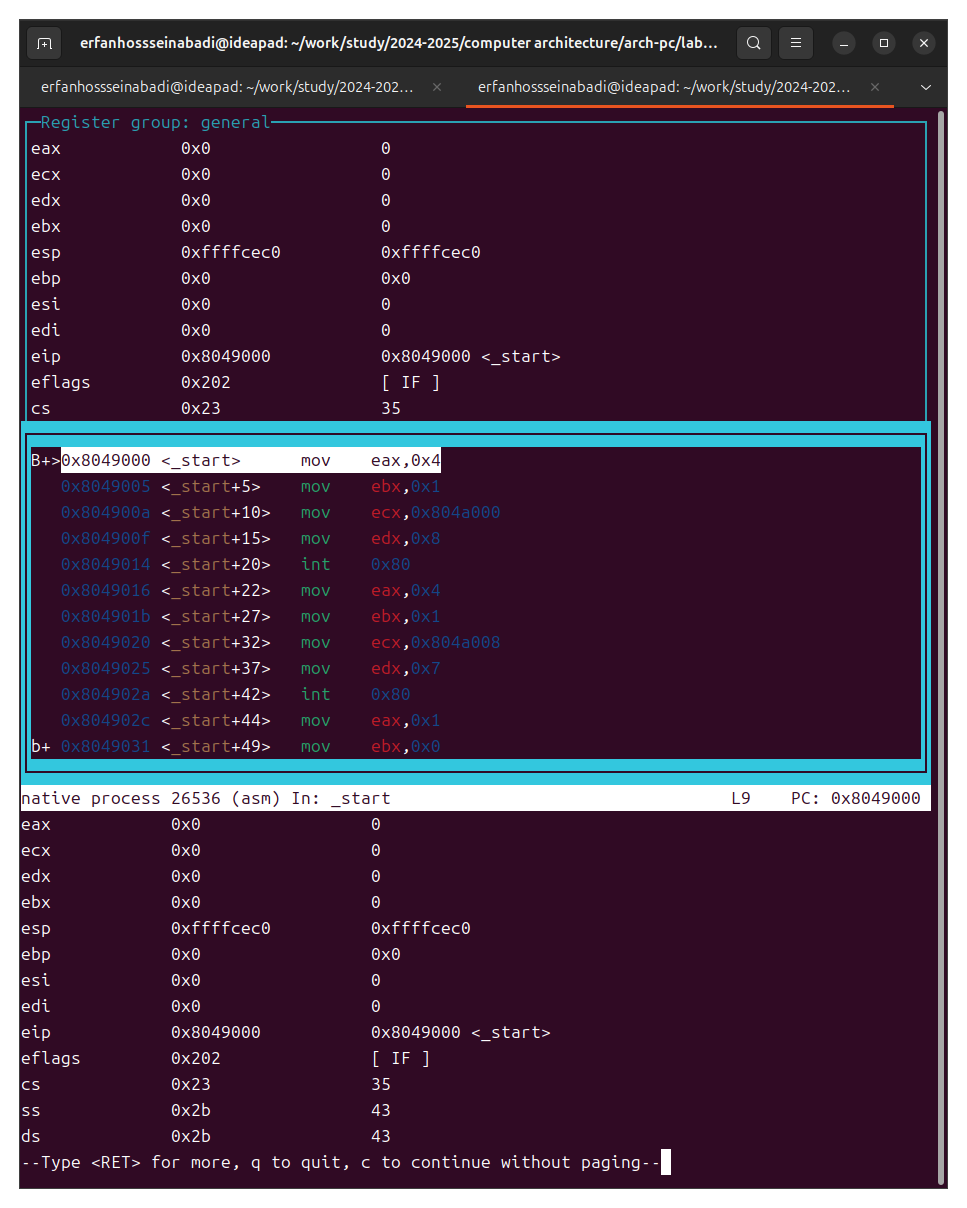 erfanhossseinabadi@ideapad: ~/work/study/2024-2025/computer architecture/arch-pc/lab...
erfanhossseinabadi@ideapad: ~/work/study/2024-202... × erfanhossseinabadi@ideapad: ~/work/study/2024-202... ×
Register group: general
eax 0x0 0
ecx 0x0 0
edx 0x0 0
ebx 0x0 0
esp 0xffffcec0 0xffffcec0
ebp 0x0 0x0
esi 0x0 0
edi 0x0 0
eip 0x8049000 0x8049000 <_start>
eflags 0x202 [ IF ]
cs 0x23 35
B+>0x8049000 <_start> mov eax,0x4
0x8049005 <_start+5> mov ebx,0x1
0x804900a <_start+10> mov ecx,0x804a000
0x804900f <_start+15> mov edx,0x8
0x8049014 <_start+20> int 0x80
0x8049016 <_start+22> mov eax,0x4
0x804901b <_start+27> mov ebx,0x1
0x8049020 <_start+32> mov ecx,0x804a008
0x8049025 <_start+37> mov edx,0x7
0x804902a <_start+42> int 0x80
0x804902c <_start+44> mov eax,0x1
b+ 0x8049031 <_start+49> mov ebx,0x0
native process 26536 (asm) In: _start L9 PC: 0x8049000
eax 0x0 0
ecx 0x0 0
edx 0x0 0
ebx 0x0 0
esp 0xffffcec0 0xffffcec0
ebp 0x0 0x0
esi 0x0 0
edi 0x0 0
eip 0x8049000 0x8049000 <_start>
eflags 0x202 [ IF ]
cs 0x23 35
ss 0x2b 43
ds 0x2b 43
--Type <RET> for more, q to quit, c to continue without paging--